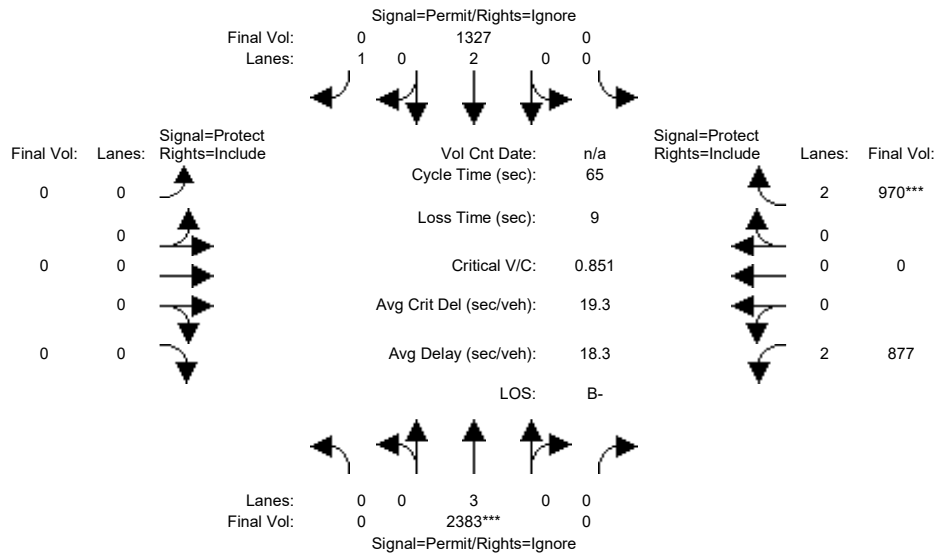 Signal=Permit/Rights=Ignore
Final Vol: 0 1327 0
Lanes: 1 0 2 0 0
Signal=Protect Signal=Protect
Final Vol: Lanes: Rights=Include Vol Cnt Date: n/a Rights=Include Lanes: Final Vol:
Cycle Time (sec): 65
0 0 2 970***
Loss Time (sec): 9
0 0
0 0 Critical V/C: 0.851 0 0
0 Avg Crit Del (sec/veh): 19.3 0
0 0 Avg Delay (sec/veh): 18.3 2 877
LOS: B-
Lanes: 0 0 3 0 0
Final Vol: 0 2383*** 0
Signal=Permit/Rights=Ignore